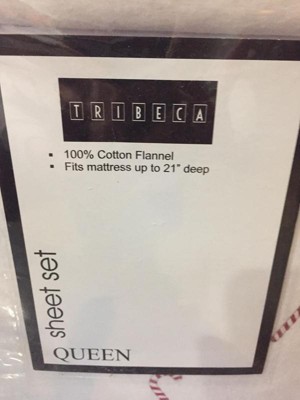 TRIBECA
▪ 100% Cotton Flannel
▪ Fits mattress up to 21" deep
sheet set
QUEEN